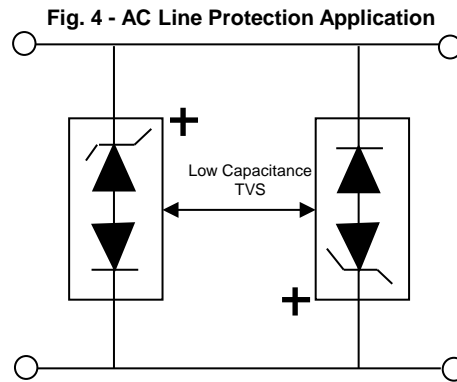 Fig. 4 - AC Line Protection Application
+
Low Capacitance
TVS
+